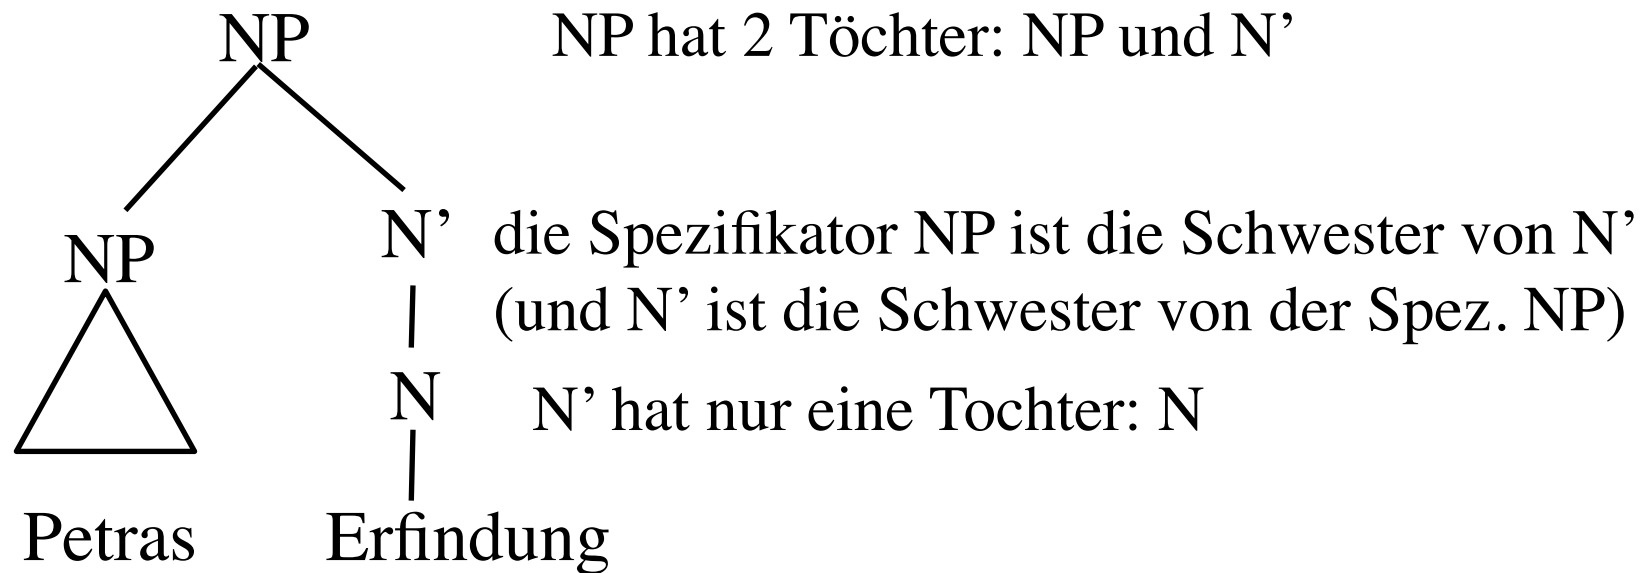 NP NP hat 2 Töchter: NP und N’
N’ die Spezifikator NP ist die Schwester von N’
NP
(und N’ ist die Schwester von der Spez. NP)
N N’ hat nur eine Tochter: N
Petras Erfindung